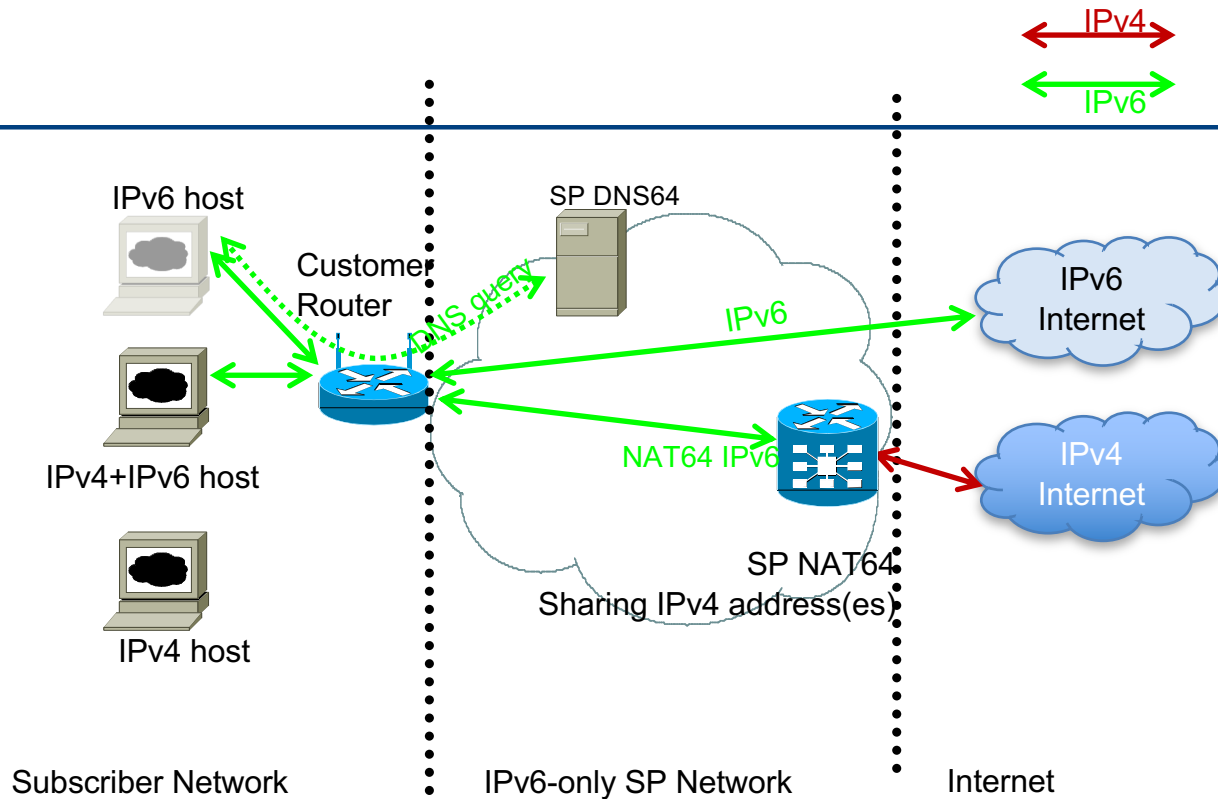 IPv4
IPv6
IPv6 host
SP DNS64
Customer
Router
DNS query
IPv6
IPv6
Internet
IPv4+IPv6 host
NAT64 IPv6
IPv4
Internet
SP NAT64
Sharing IPv4 address(es)
IPv4 host
Subscriber Network
IPv6-only SP Network
Internet